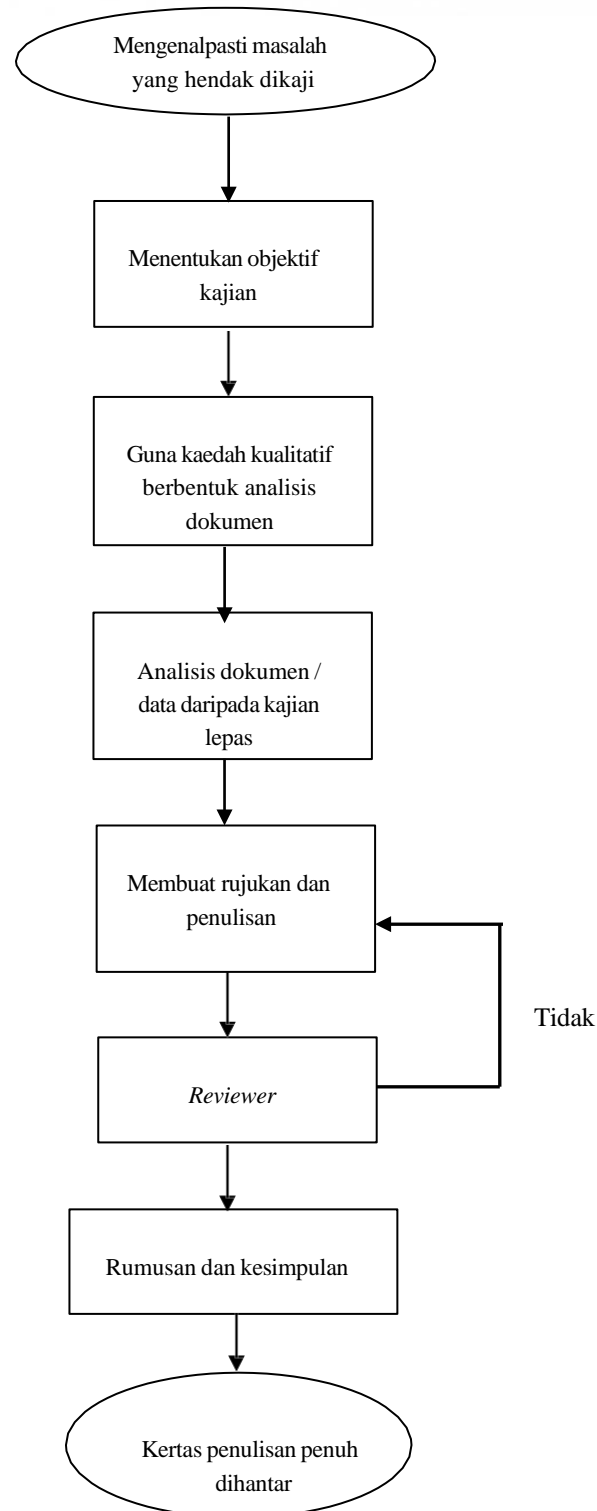 Mengenalpasti masalah
yang hendak dikaji
Menentukan objektif
kajian
Guna kaedah kualitatif
berbentuk analisis
dokumen
Analisis dokumen /
data daripada kajian
lepas
Membuat rujukan dan
penulisan
Tidak
Reviewer
Rumusan dan kesimpulan
Kertas penulisan penuh
dihantar